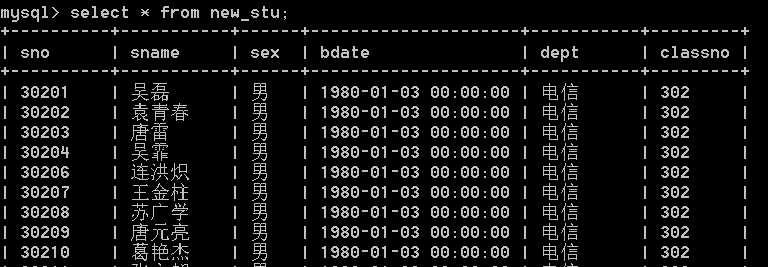 mysql> select * from new_stu;
| sno | sname | sex | bdate | dept | classno |
| 30201 | 吴磊 | 男 | 1980-01-03 00:00:00 | 电信 | 302 |
| 30202 | 袁青春 | 男 | 1980-01-03 00:00:00 | 电信 | 302 |
| 30203 | 唐雷 | 男 | 1980-01-03 00:00:00 | 电信 | 302 |
| 30204 | 吴霏 | 男 | 1980-01-03 00:00:00 | 电信 | 302 |
| 30206 | 连洪炽 | 男 | 1980-01-03 00:00:00 | 电信 | 302 |
| 30207 | 王金柱 | 男 | 1980-01-03 00:00:00 | 电信 | 302 |
| 30208 | 苏广学 | 男 | 1980-01-03 00:00:00 | 电信 | 302 |
| 30209 | 唐元亮 | 男 | 1980-01-03 00:00:00 | 电信 | 302 |
| 30210 | 葛艳杰 | 男 | 1980-01-03 00:00:00 | 电信 | 302 |